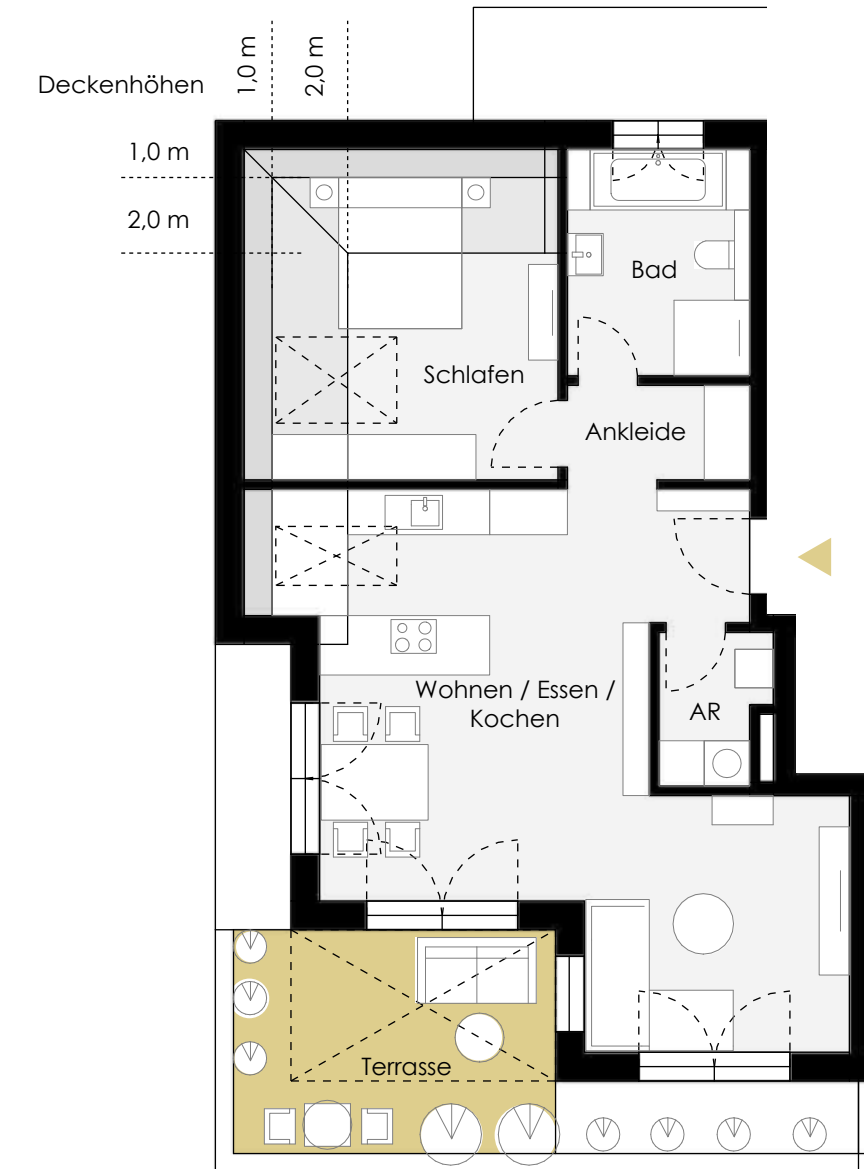 1,0 m
2,0 m
Deckenhöhen
1,0 m
2,0 m
Bad
Schlafen
Ankleide
Wohnen / Essen /
Kochen
AR
Terrasse